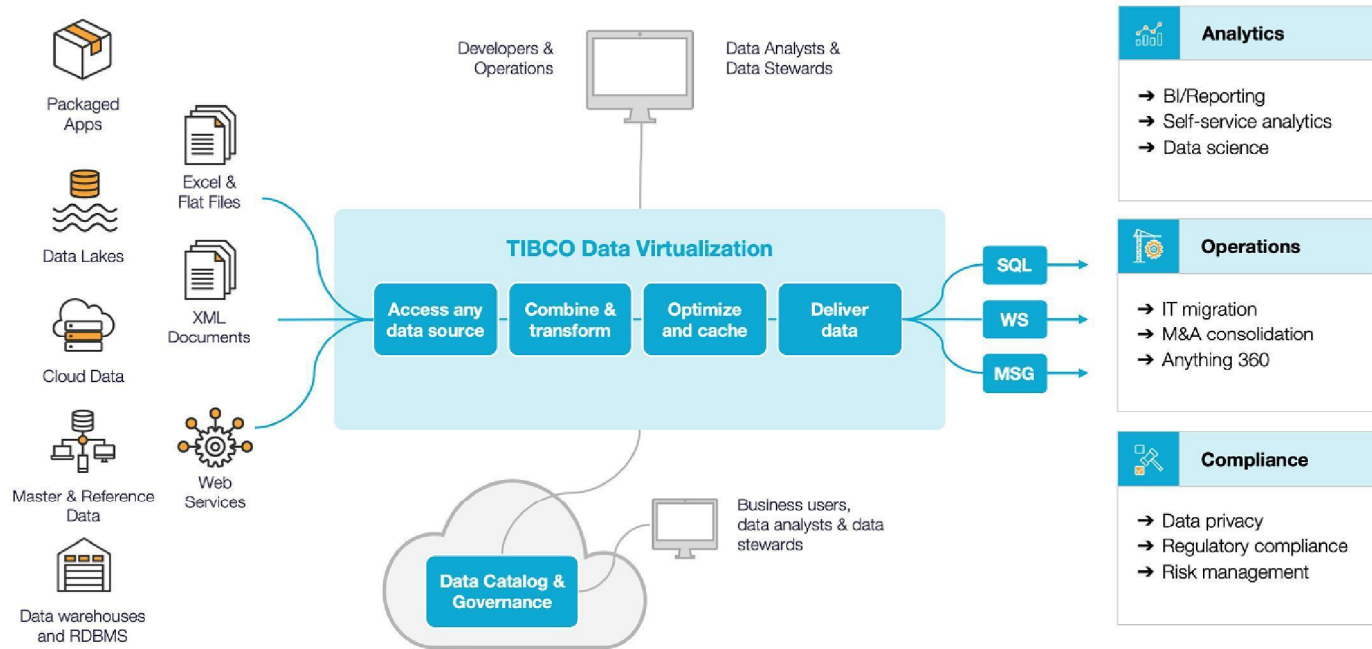 Packaged
Apps
Data Lakes
Cloud Data
Master & Reference
Data
Data warehouses
and RDBMS
Excel &
Flat Files
XML
Documents
Web
Services
Developers &
Operations
Data Analysts &
Data Stewards
TIBCO Data Virtualization
Access any
data source
Combine &
transform
Optimize
and cache
Deliver
data
SQL
WS
MSG
Data Catalog &
Governance
Business users,
data analysts & data
stewards
Analytics
➔ BI/Reporting
➔ Self-service analytics
➔ Data science
Operations
➔ IT migration
➔ M&A consolidation
➔ Anything 360
Compliance
➔ Data privacy
➔ Regulatory compliance
➔ Risk management